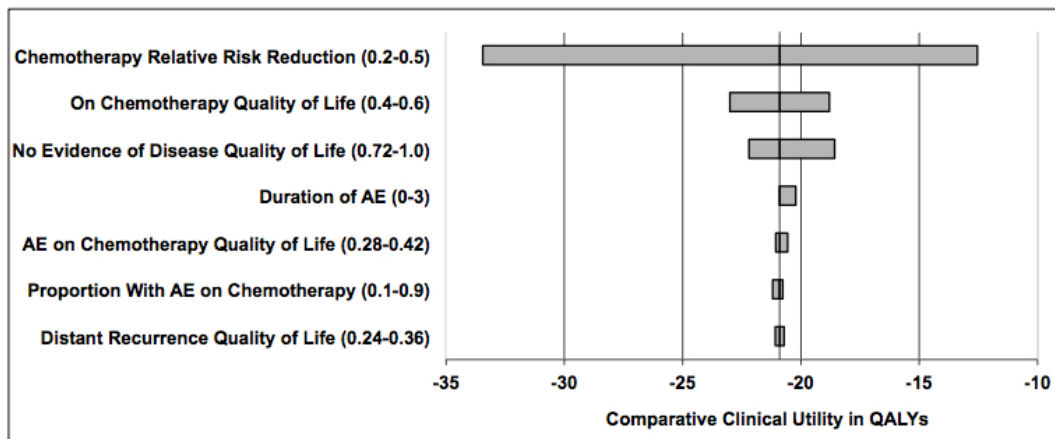 Chemotherapy Relative Risk Reduction (0.2-0.5)
On Chemotherapy Quality of Life (0.4-0.6)
No Evidence of Disease Quality of Life (0.72-1.0)
Duration of AE (0-3)
AE on Chemotherapy Quality of Life (0.28-0.42)
Proportion With AE on Chemotherapy (0.1-0.9)
Distant Recurrence Quality of Life (0.24-0.36)
-35 -30 -25 -20 -15 -10
Comparative Clinical Utility in QALYs